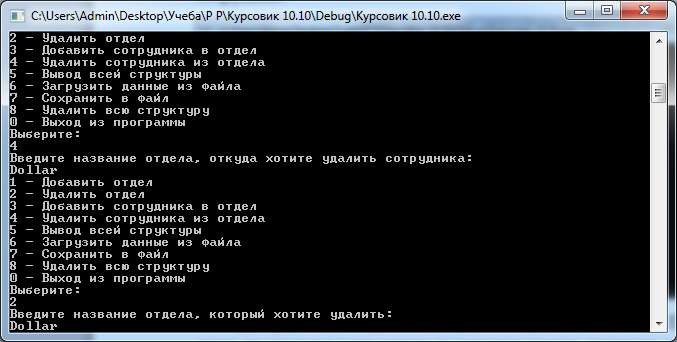 C:\Users\Admin\Desktop\Учеба\Р Р\Курсовик 10.10\Debug\Курсовик 10.10.exe
2 - Удалить отдел
3 - Добавить сотрудника в отдел
4 - Удалить сотрудника из отдела
5 - Вывод всей структуры
6 - Загрузить данные из файла
7 - Сохранить в файл
8 - Удалить всю структуру
0 - Выход из программы
Выберите:
4
Введите название отдела, откуда хотите удалить сотрудника:
Dollar
1 - Добавить отдел
2 - Удалить отдел
3 - Добавить сотрудника в отдел
4 - Удалить сотрудника из отдела
5 - Вывод всей структуры
6 - Загрузить данные из файла
7 - Сохранить в файл
8 - Удалить всю структуру
0 - Выход из программы
Выберите:
2
Введите название отдела, который хотите удалить:
Dollar